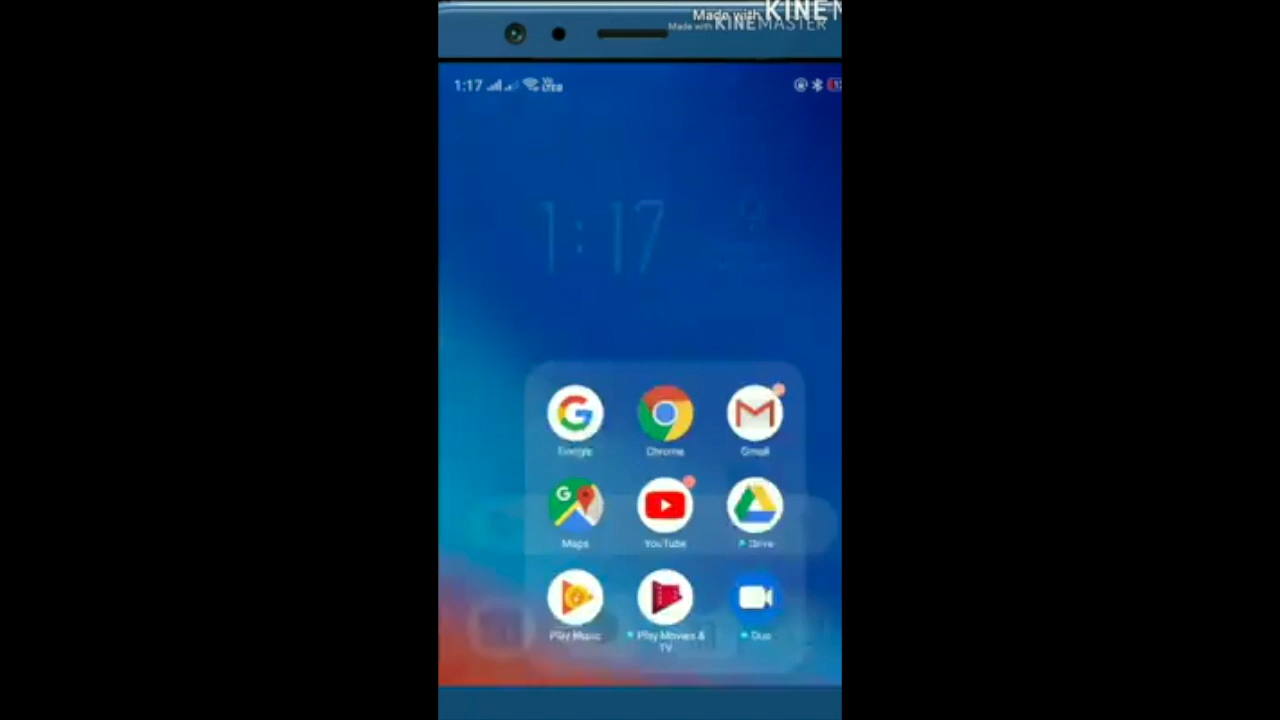 Made with KINEM
Made with KINEMASTER
1:17
1:17
Google Chrome Gmail
Maps YouTube Drive
Play Music Play Movies & TV Duo